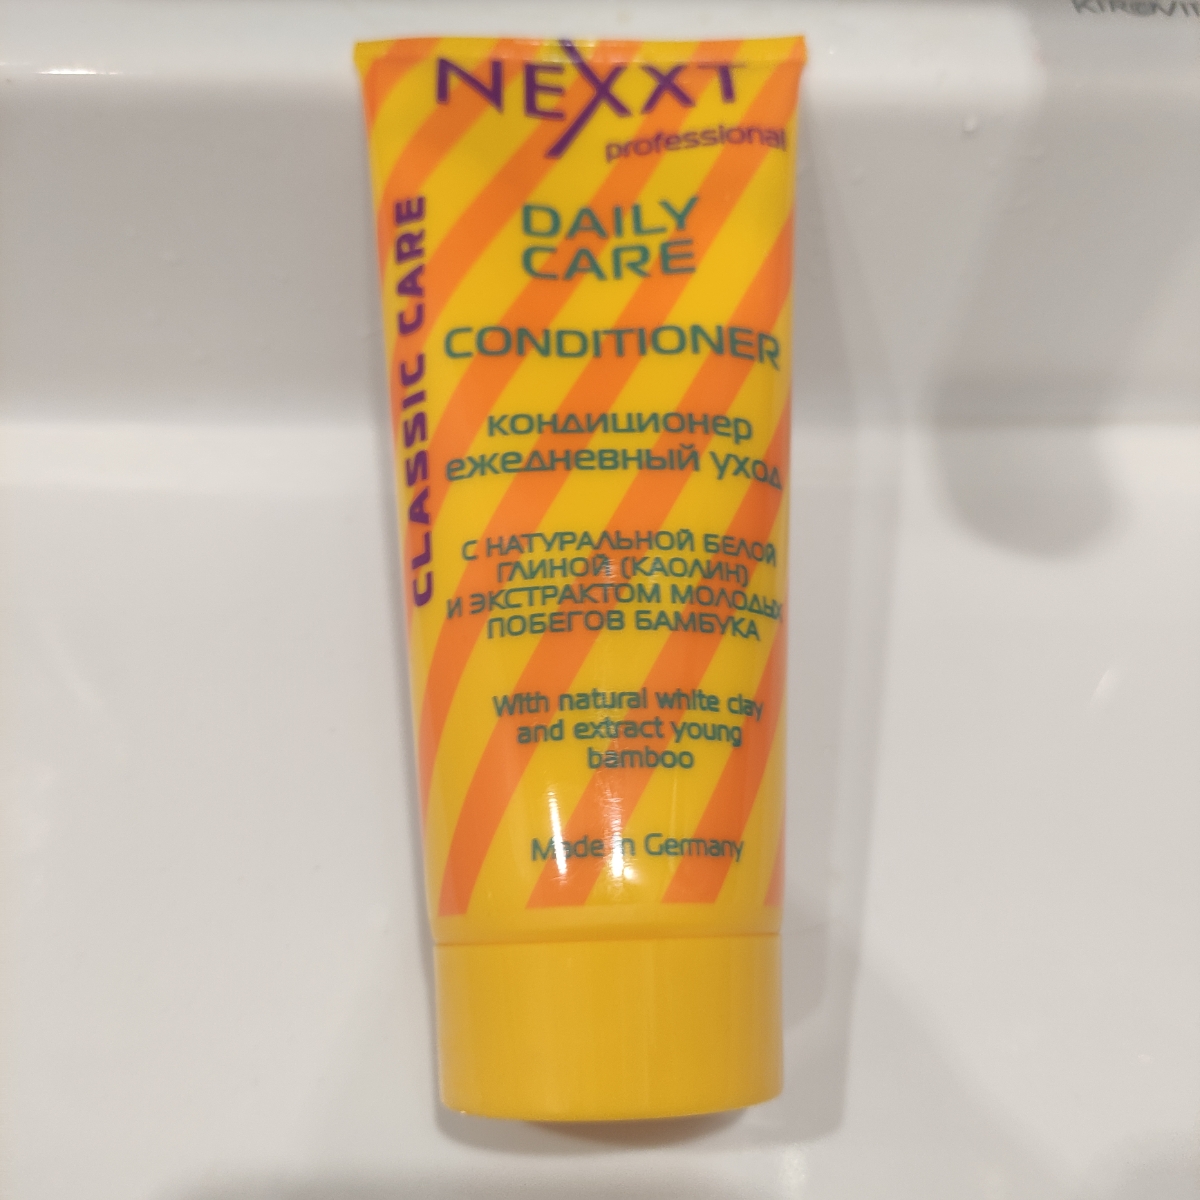 NEXXT
professional
CLASSIC CARE
DAILY
CARE
CONDITIONER
кондиционер
ежедневный уход
С НАТУРАЛЬНОЙ БЕЛОЙ
ГЛИНОЙ (КАОЛИН)
И ЭКСТРАКТОМ МОЛОДЫХ
ПОБЕГОВ БАМБУКА
With natural white clay
and extract young
bamboo
Made in Germany